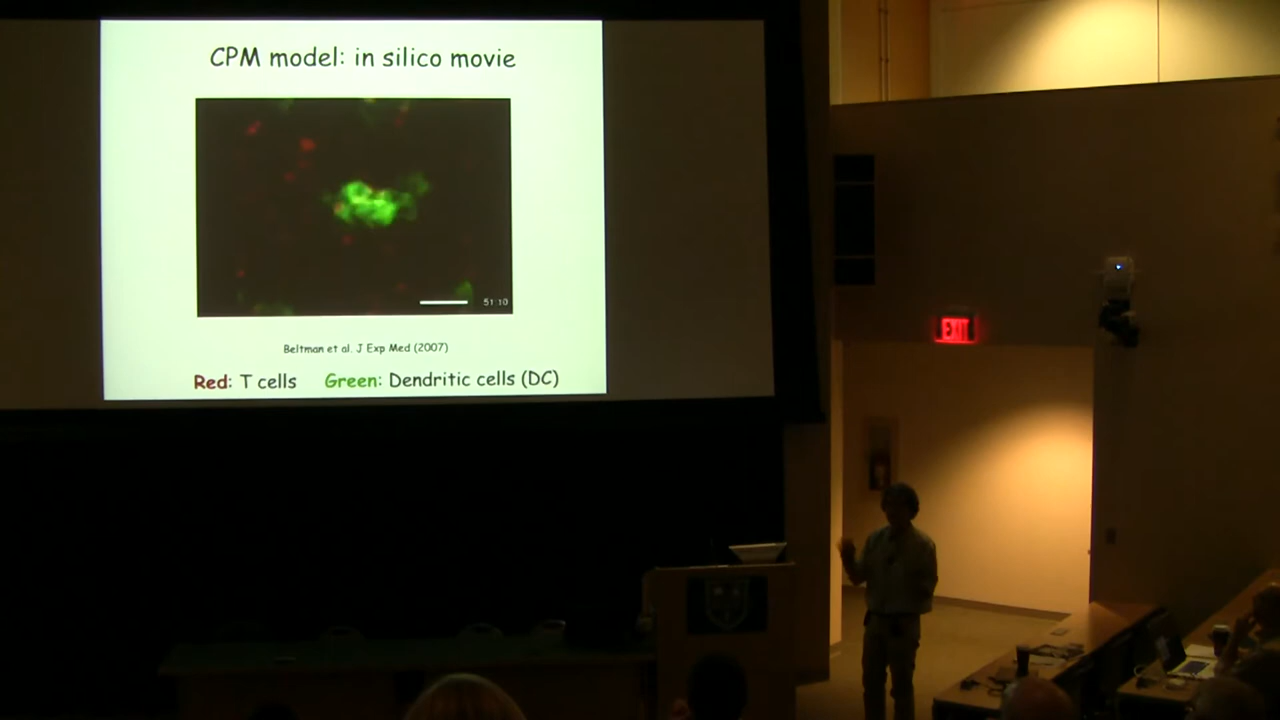 CPM model: in silico movie
51:10
Beltman et al. J Exp Med (2007)
Red: T cells Green: Dendritic cells (DC)
EXIT